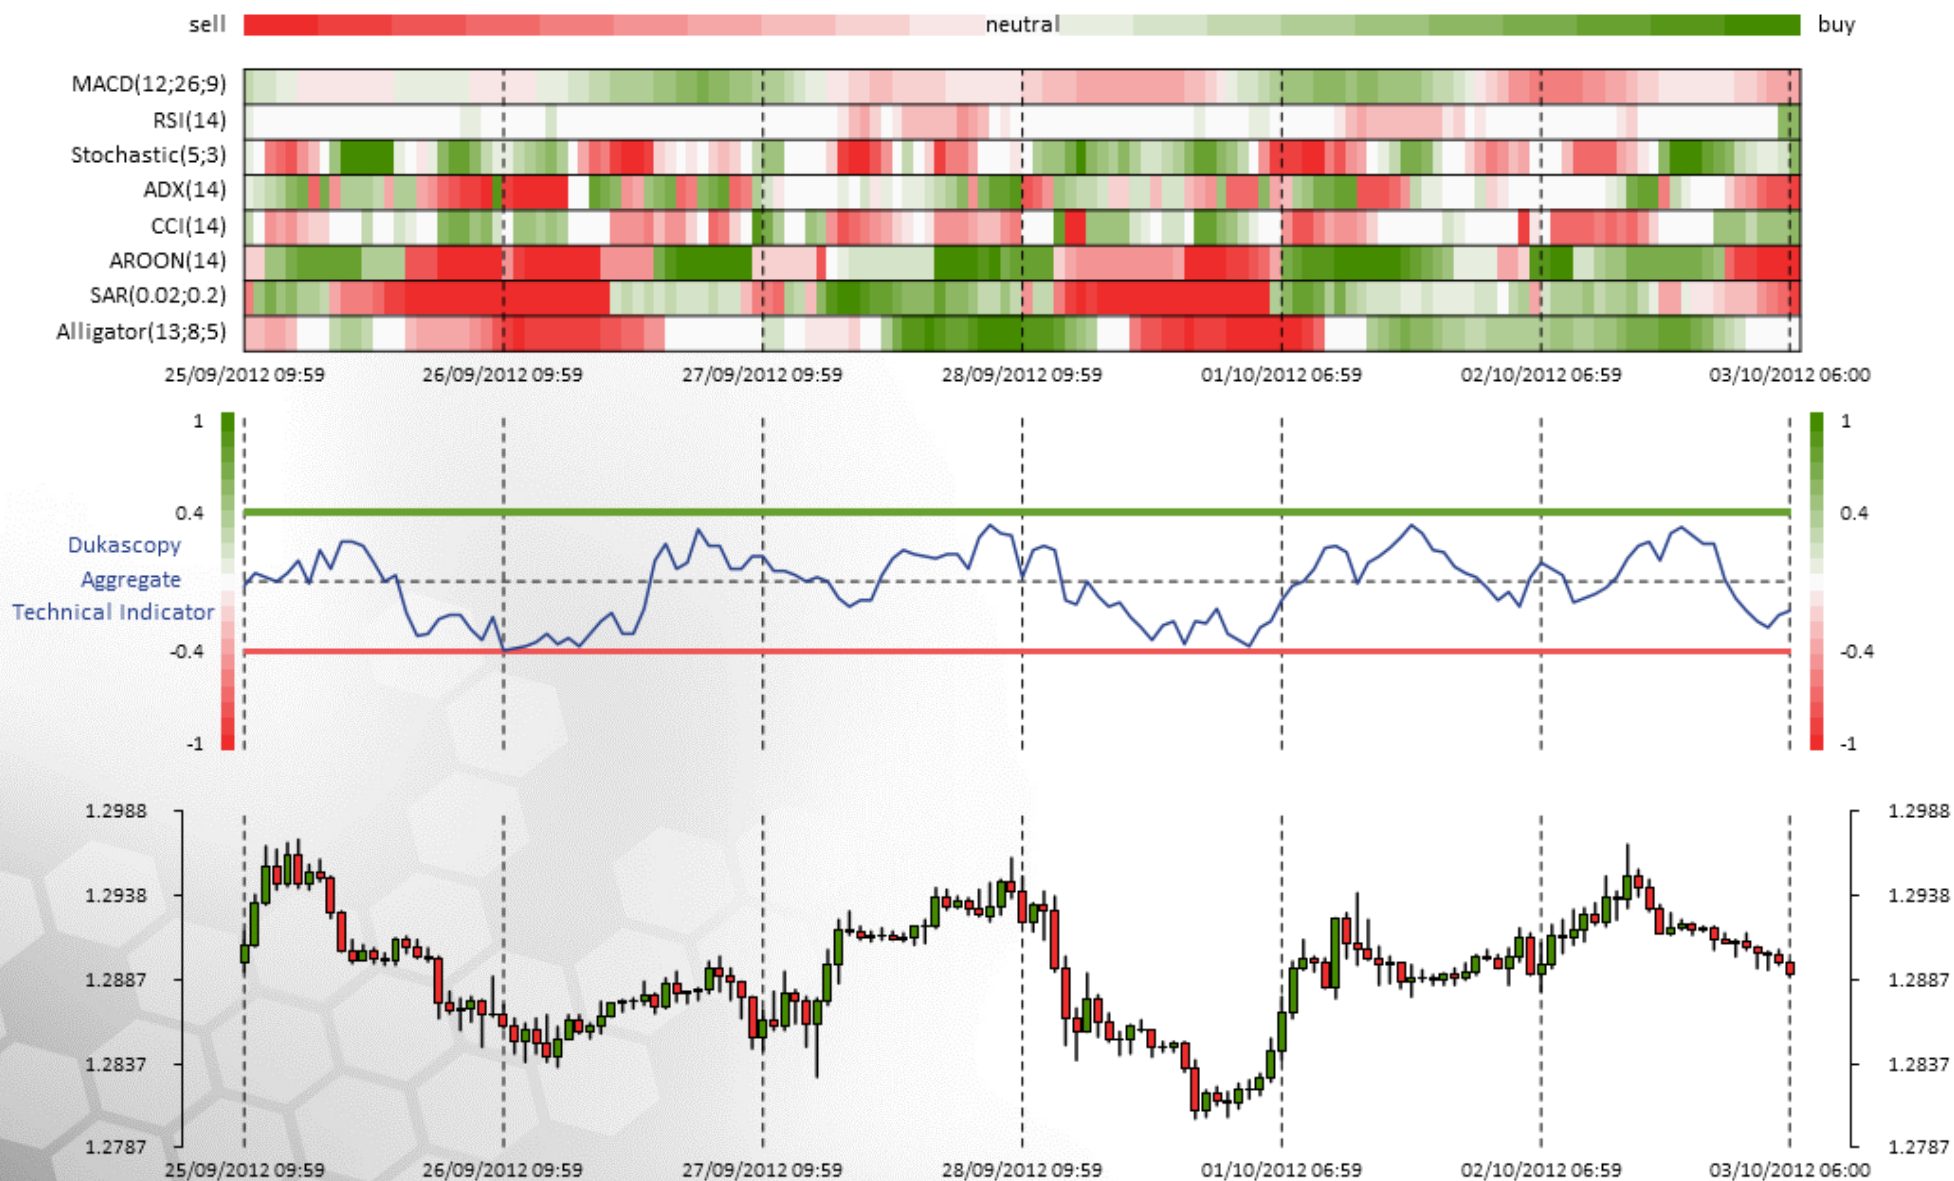 sell neutral buy
MACD(12;26;9)
RSI(14)
Stochastic(5;3)
ADX(14)
CCI(14)
AROON(14)
SAR(0.02;0.2)
Alligator(13;8;5)
25/09/2012 09:59 26/09/2012 09:59 27/09/2012 09:59 28/09/2012 09:59 01/10/2012 06:59 02/10/2012 06:59 03/10/2012 06:00
1 1
0.4 0.4
Dukascopy
Aggregate
Technical Indicator
-0.4 -0.4
-1 -1
1.2988 1.2988
1.2938 1.2938
1.2887 1.2887
1.2837 1.2837
1.2787 1.2787
25/09/2012 09:59 26/09/2012 09:59 27/09/2012 09:59 28/09/2012 09:59 01/10/2012 06:59 02/10/2012 06:59 03/10/2012 06:00